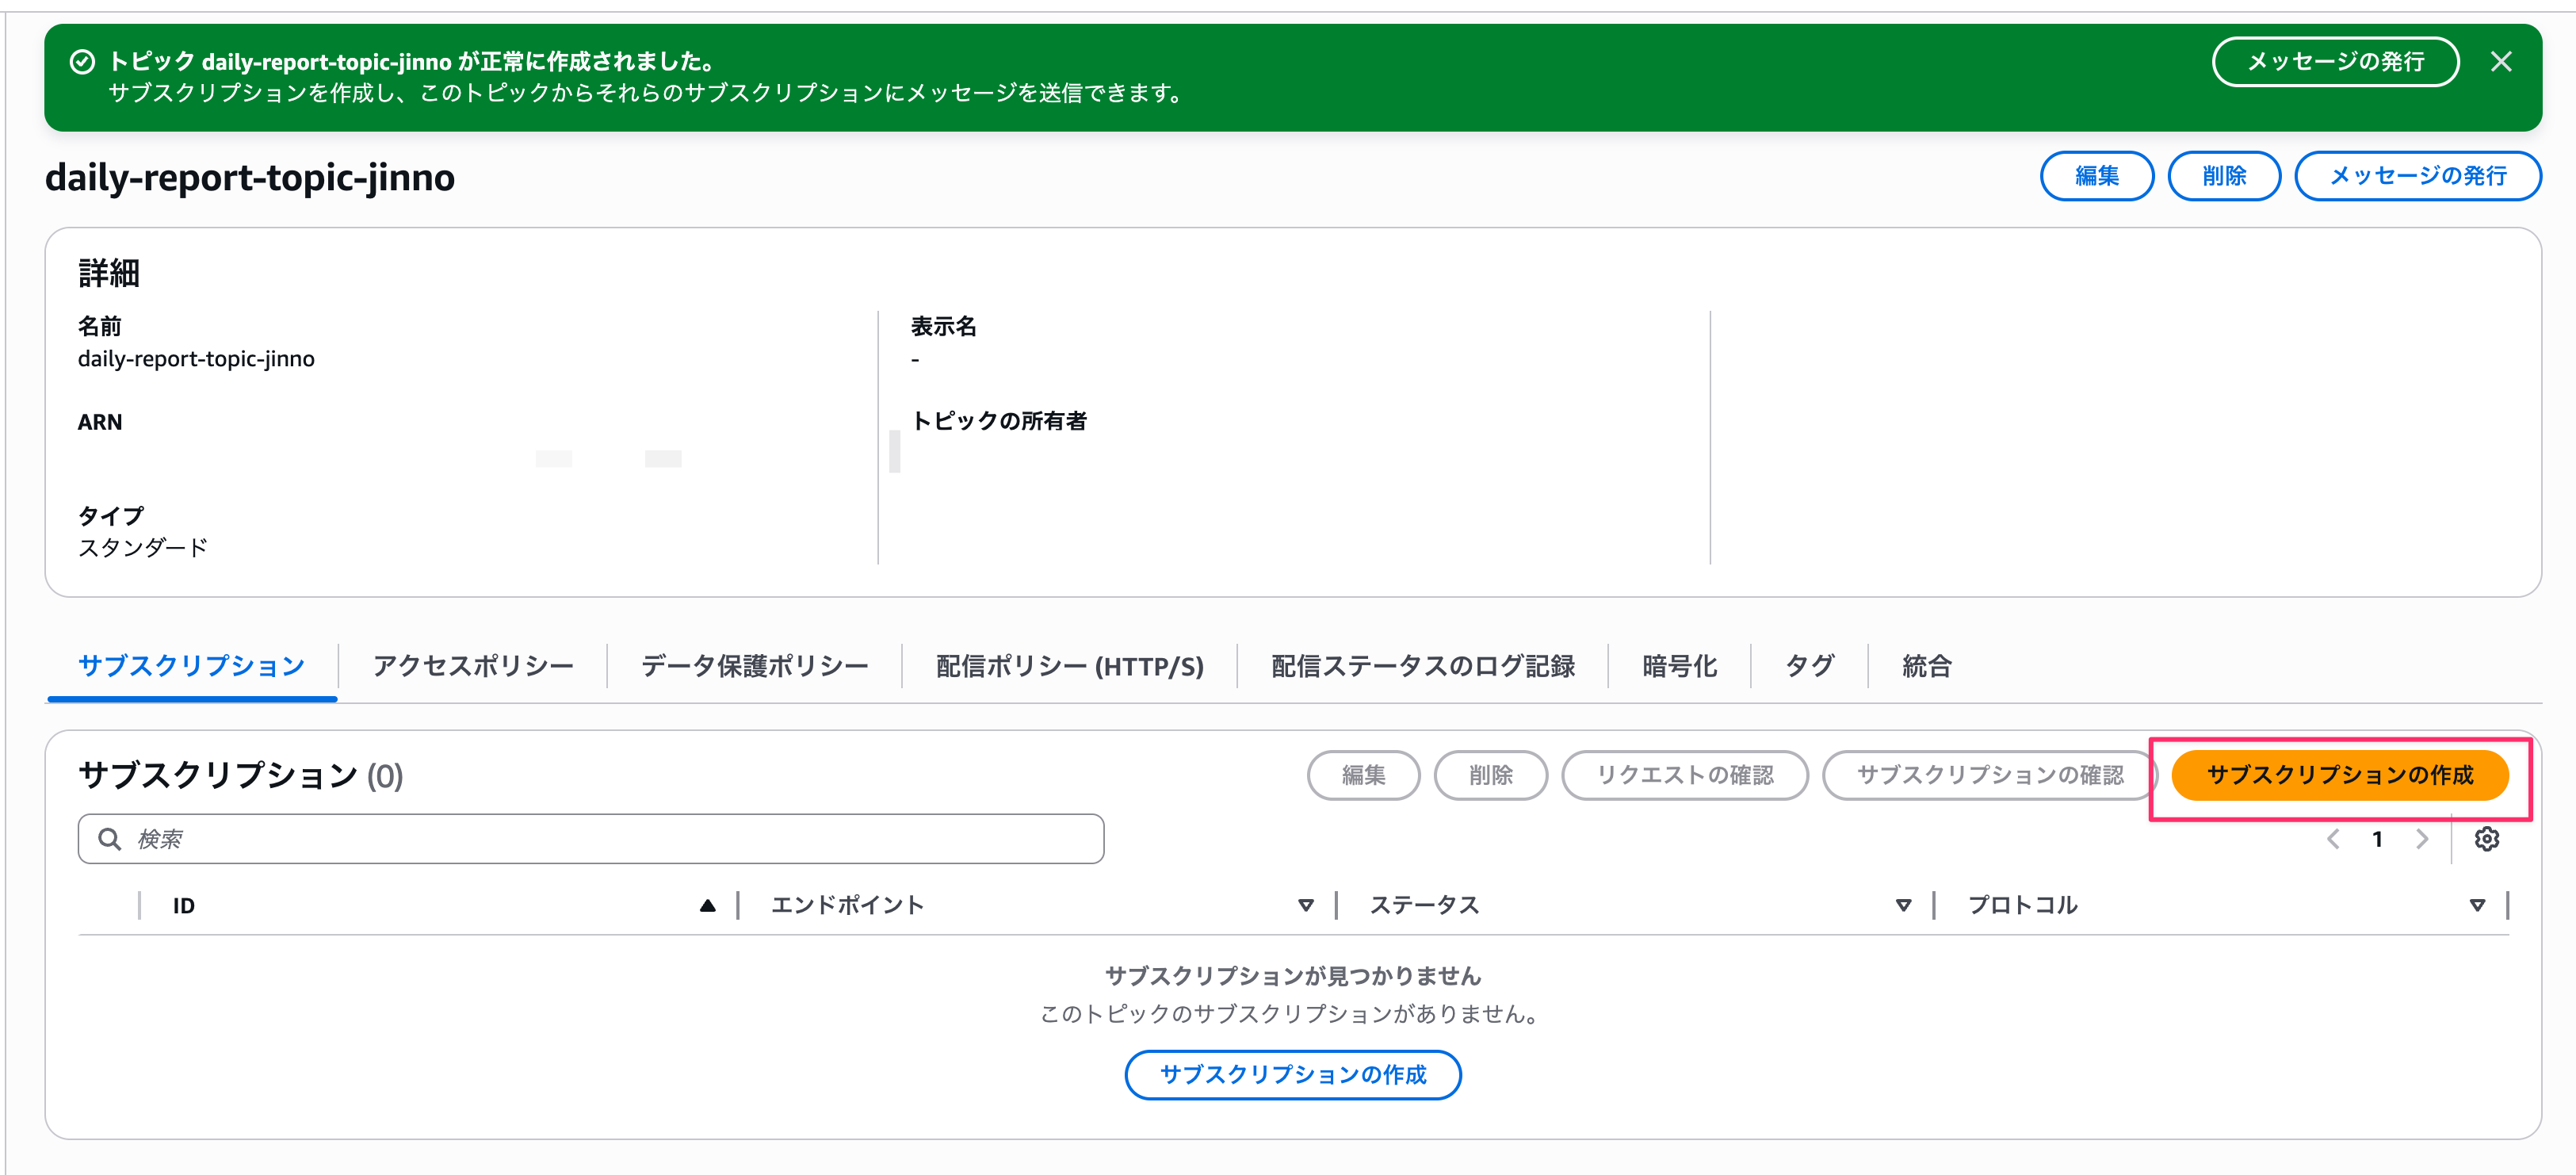 トピック daily-report-topic-jinno が正常に作成されました。
サブスクリプションを作成し、このトピックからそれらのサブスクリプションにメッセージを送信できます。
メッセージの発行
daily-report-topic-jinno
編集
削除
メッセージの発行
詳細
名前
daily-report-topic-jinno
表示名
-
ARN
トピックの所有者
タイプ
スタンダード
サブスクリプション
アクセスポリシー
データ保護ポリシー
配信ポリシー (HTTP/S)
配信ステータスのログ記録
暗号化
タグ
統合
サブスクリプション (0)
編集
削除
リクエストの確認
サブスクリプションの確認
サブスクリプションの作成
検索
1
ID
エンドポイント
ステータス
プロトコル
サブスクリプションが見つかりません
このトピックのサブスクリプションがありません。
サブスクリプションの作成